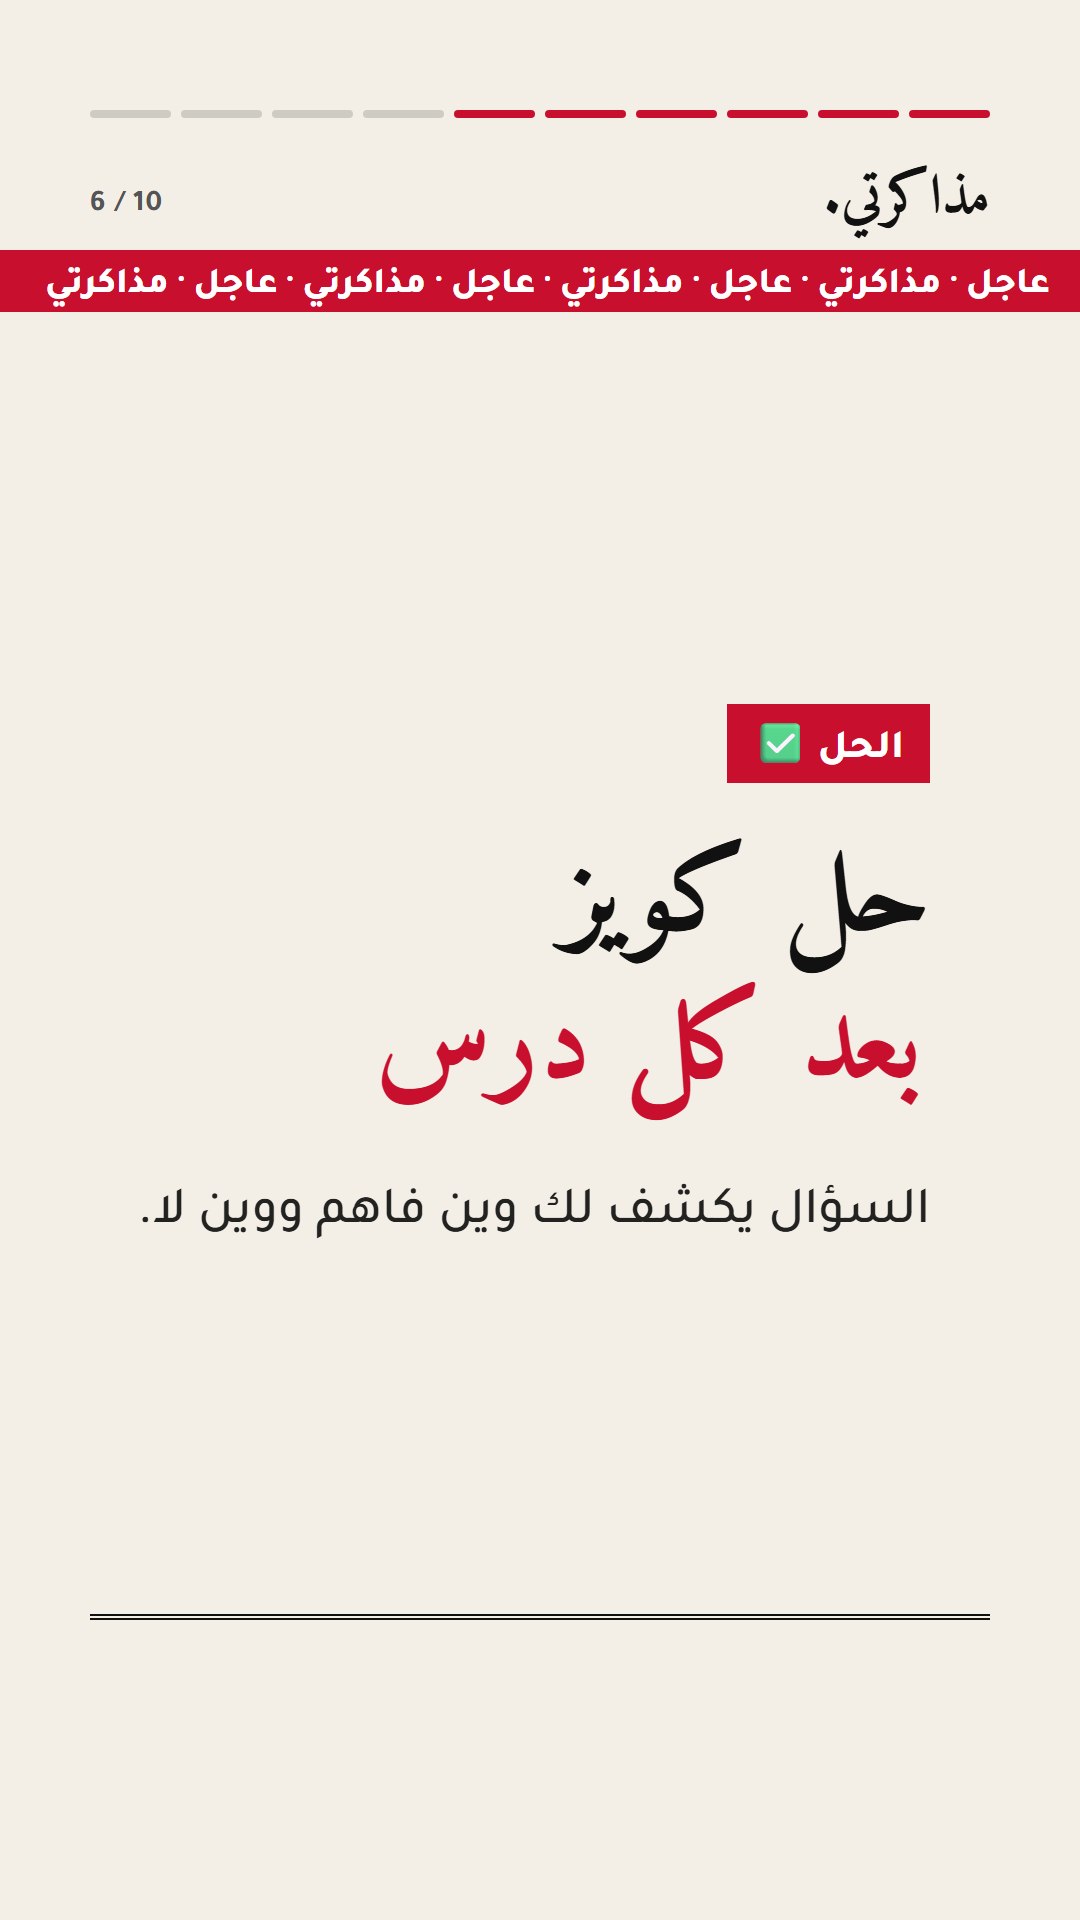 مذاكرتي.
6 / 10
عاجل · مذاكرتي · عاجل · مذاكرتي · عاجل · مذاكرتي · عاجل · مذاكرتي
الحل ✅
حل كويز
بعد كل درس
السؤال يكشف لك وين فاهم ووين لا.